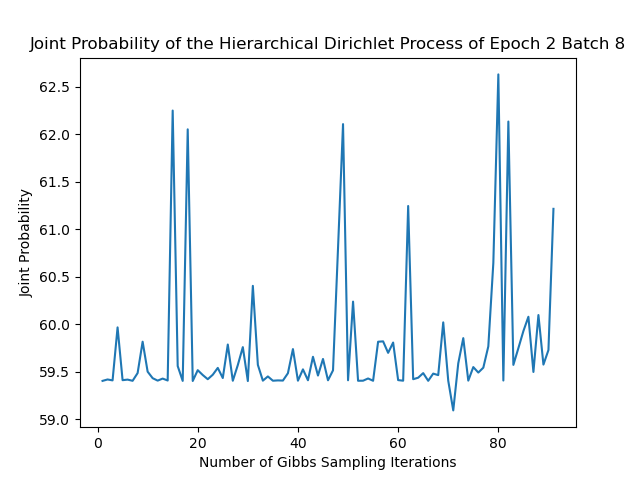 Joint Probability of the Hierarchical Dirichlet Process of Epoch 2 Batch 8
62.5
62.0
61.5
61.0
60.5
60.0
59.5
59.0
Joint Probability
0 20 40 60 80
Number of Gibbs Sampling Iterations